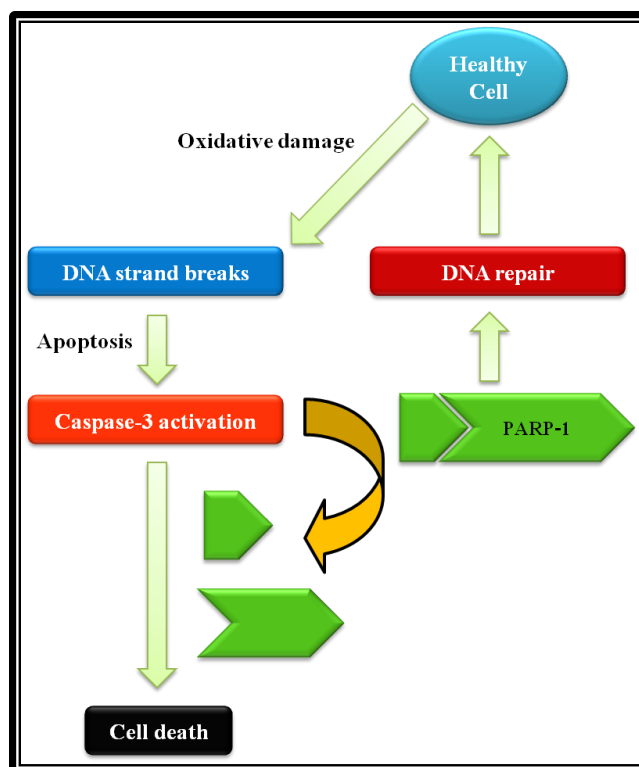 Healthy
Cell
Oxidative damage
DNA strand breaks
DNA repair
Apoptosis
Caspase-3 activation
PARP-1
Cell death